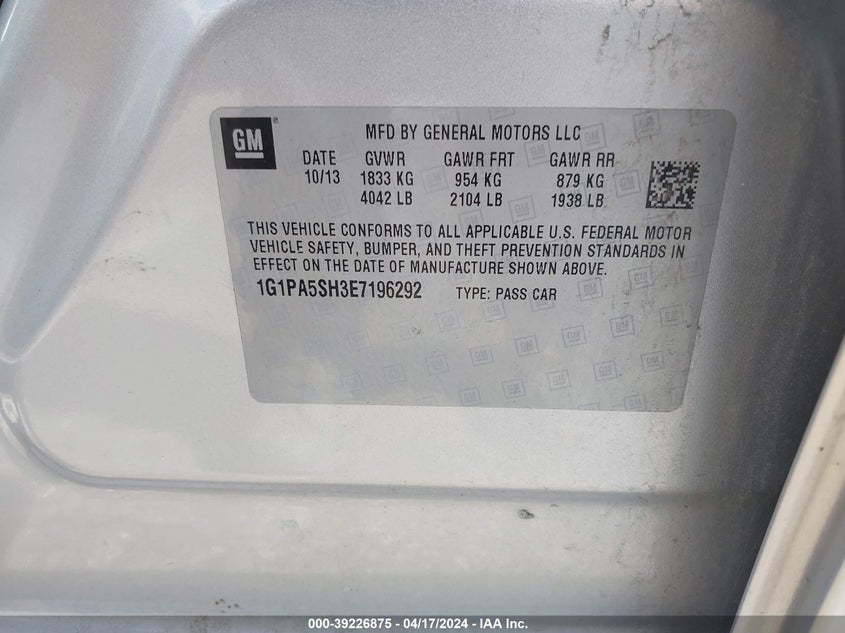 GM ®
MFD BY GENERAL MOTORS LLC
DATE GVWR GAWR FRT GAWR RR
10/13 1833 KG 954 KG 879 KG
4042 LB 2104 LB 1938 LB
THIS VEHICLE CONFORMS TO ALL APPLICABLE U.S. FEDERAL MOTOR
VEHICLE SAFETY, BUMPER, AND THEFT PREVENTION STANDARDS IN
EFFECT ON THE DATE OF MANUFACTURE SHOWN ABOVE.
1G1PA5SH3E7196292 TYPE: PASS CAR
000-39226875 - 04/17/2024 - IAA Inc.